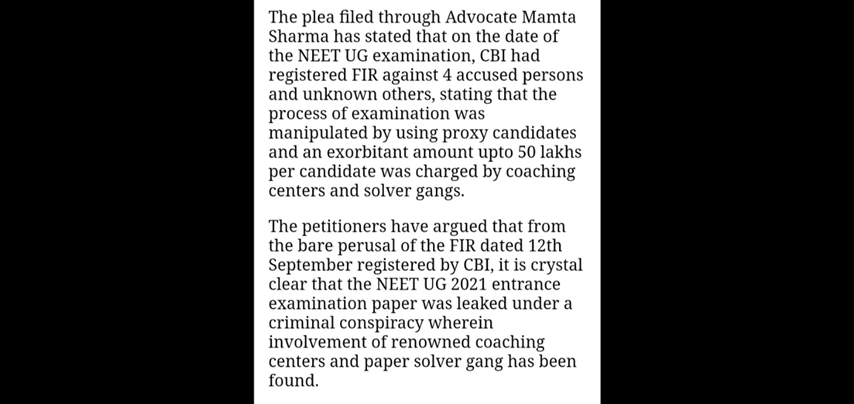 The plea filed through Advocate Mamta
Sharma has stated that on the date of
the NEET UG examination, CBI had
registered FIR against 4 accused persons
and unknown others, stating that the
process of examination was
manipulated by using proxy candidates
and an exorbitant amount upto 50 lakhs
per candidate was charged by coaching
centers and solver gangs.
The petitioners have argued that from
the bare perusal of the FIR dated 12th
September registered by CBI, it is crystal
clear that the NEET UG 2021 entrance
examination paper was leaked under a
criminal conspiracy wherein
involvement of renowned coaching
centers and paper solver gang has been
found.